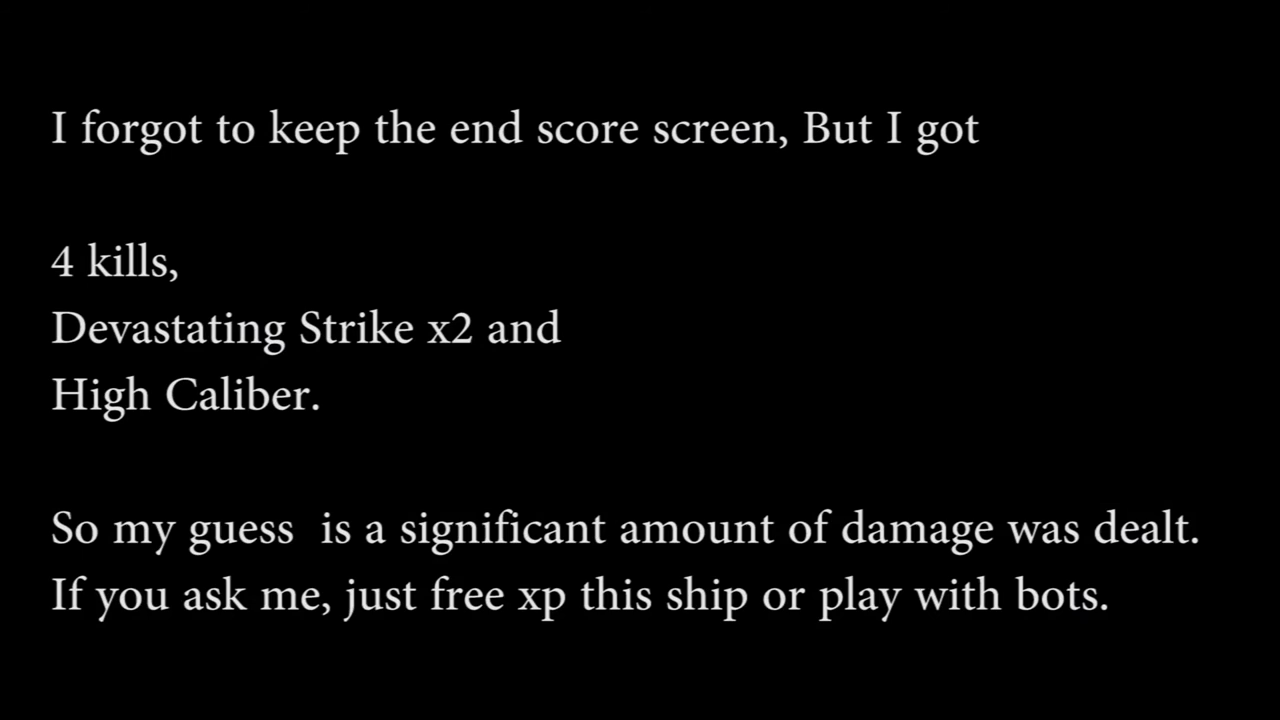 I forgot to keep the end score screen, But I got
4 kills,
Devastating Strike x2 and
High Caliber.
So my guess  is a significant amount of damage was dealt.
If you ask me, just free xp this ship or play with bots.